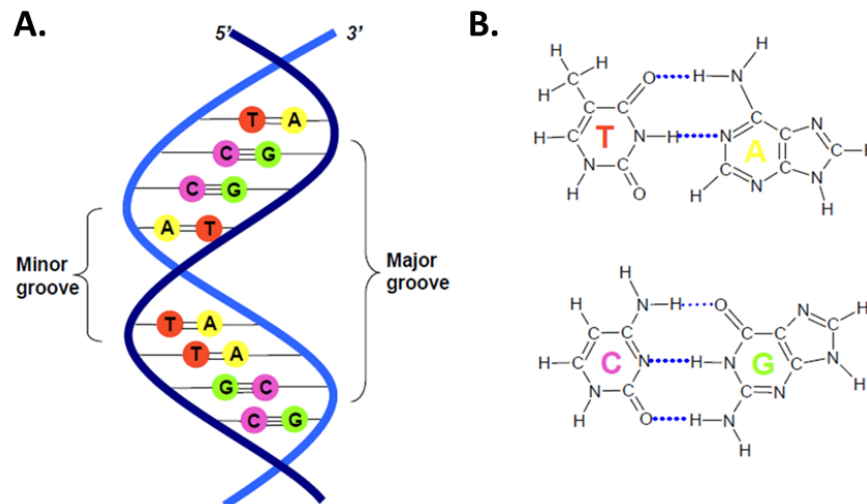 A.
5’ 3’
T A
C G
C G
A T
Minor
groove
Major
groove
T A
T A
G C
C G
B.
H
H
H C H O H N
C C C N
H C T N H N C C
A C H
N C C C N
H O H N H
H
N H O N H
C C C C
H C C N H N C C
C G N
H N C C N H
H O H N
H